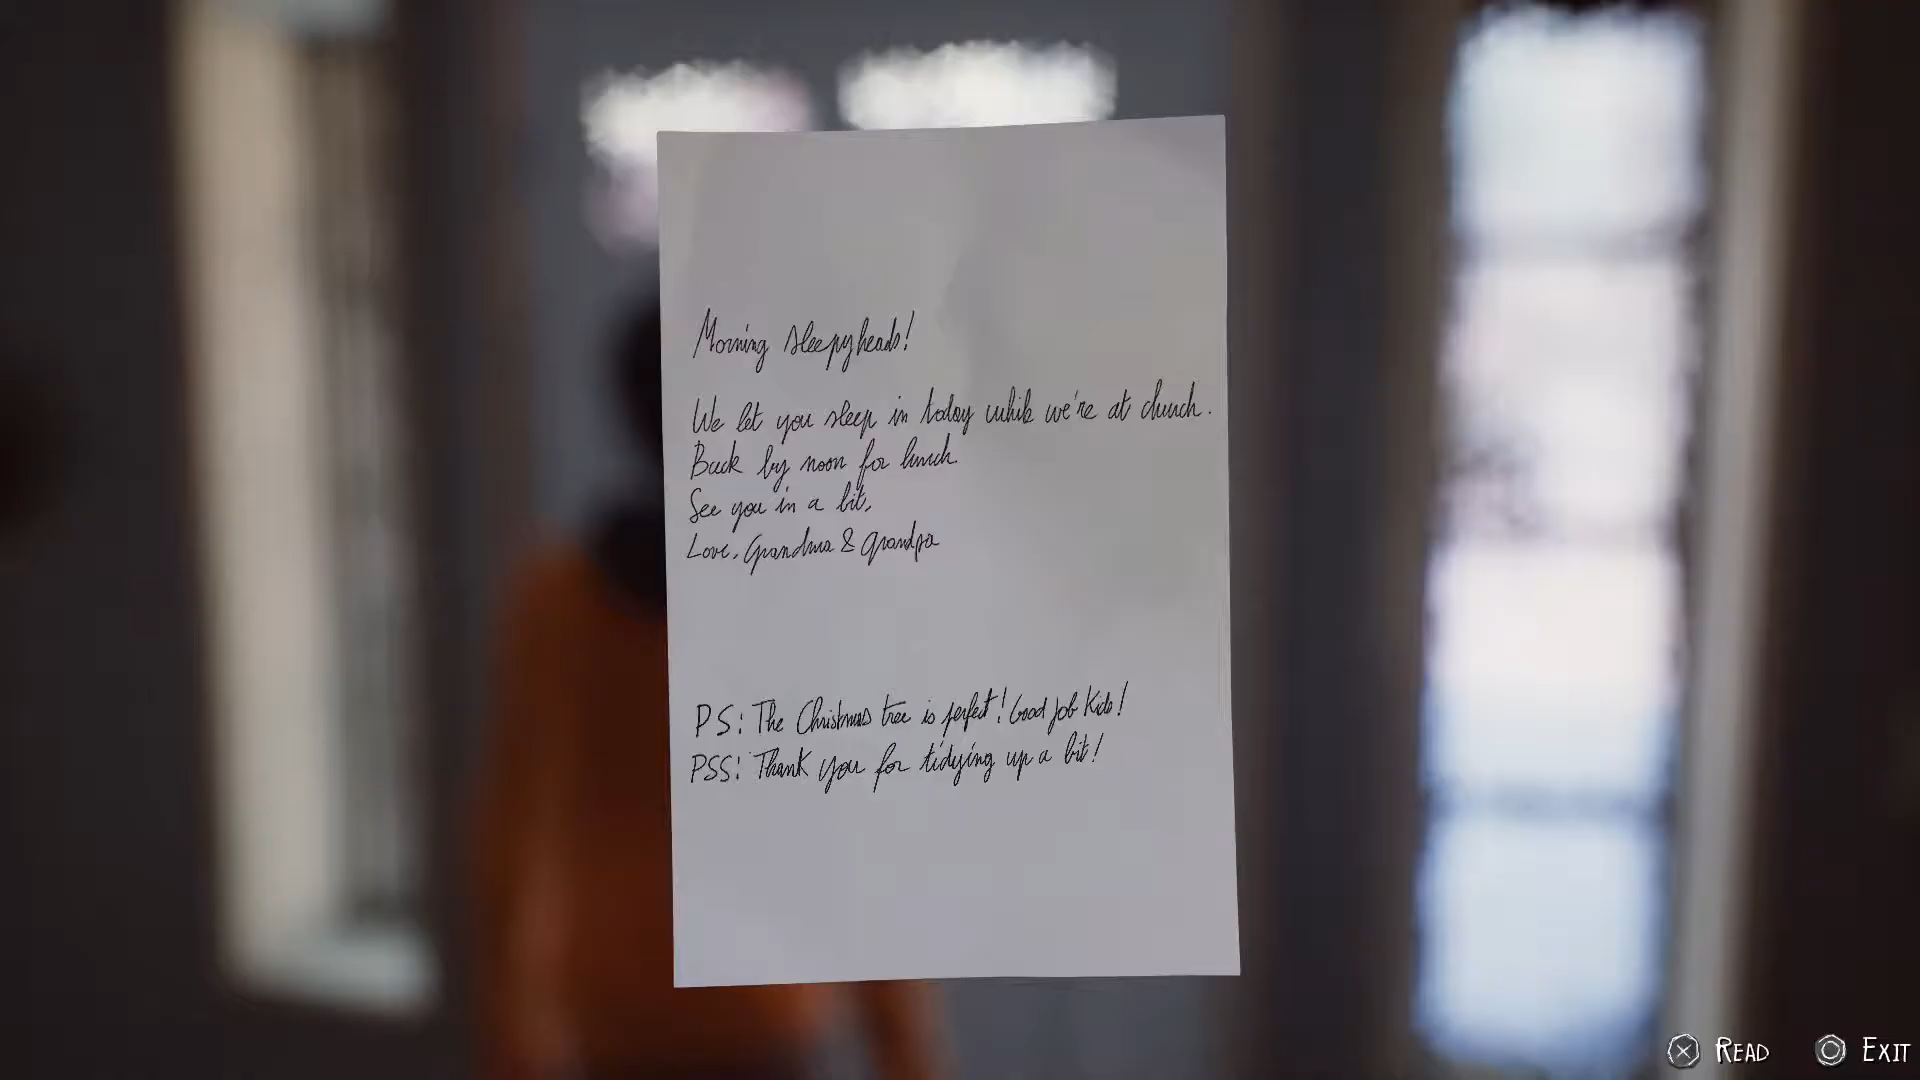 Morning sleepyheads!
We let you sleep in today while we're at church.
Back by noon for lunch.
See you in a bit,
Love, Grandma & Grandpa
PS: The Christmas tree is perfect! Good job kids!
PSS: Thank you for tidying up a bit!
READ EXIT